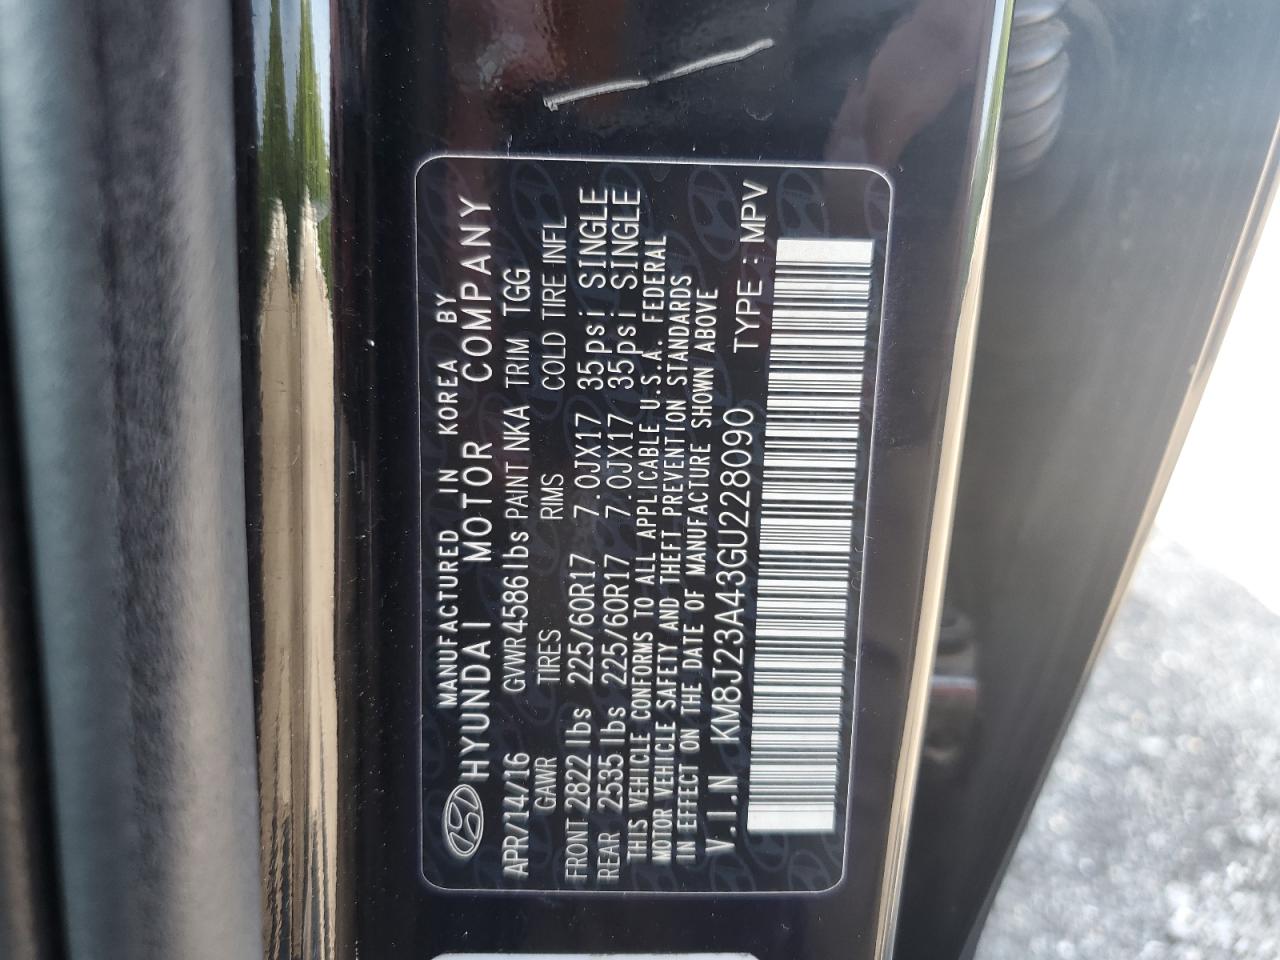 MANUFACTURED IN KOREA BY
HYUNDAI MOTOR COMPANY
APR/14/16 GVWR 4586lbs PAINT NKA TRIM TGG
GAWR TIRES RIMS COLD TIRE INFL
FRONT 2822 lbs 225/60R17 7.0JX17 35psi SINGLE
REAR 2535 lbs 225/60R17 7.0JX17 35psi SINGLE
THIS VEHICLE CONFORMS TO ALL APPLICABLE U.S.A. FEDERAL
MOTOR VEHICLE SAFETY AND THEFT PREVENTION STANDARDS
IN EFFECT ON THE DATE OF MANUFACTURE SHOWN ABOVE
V.I.N KM8J23A43GU228090 TYPE : MPV